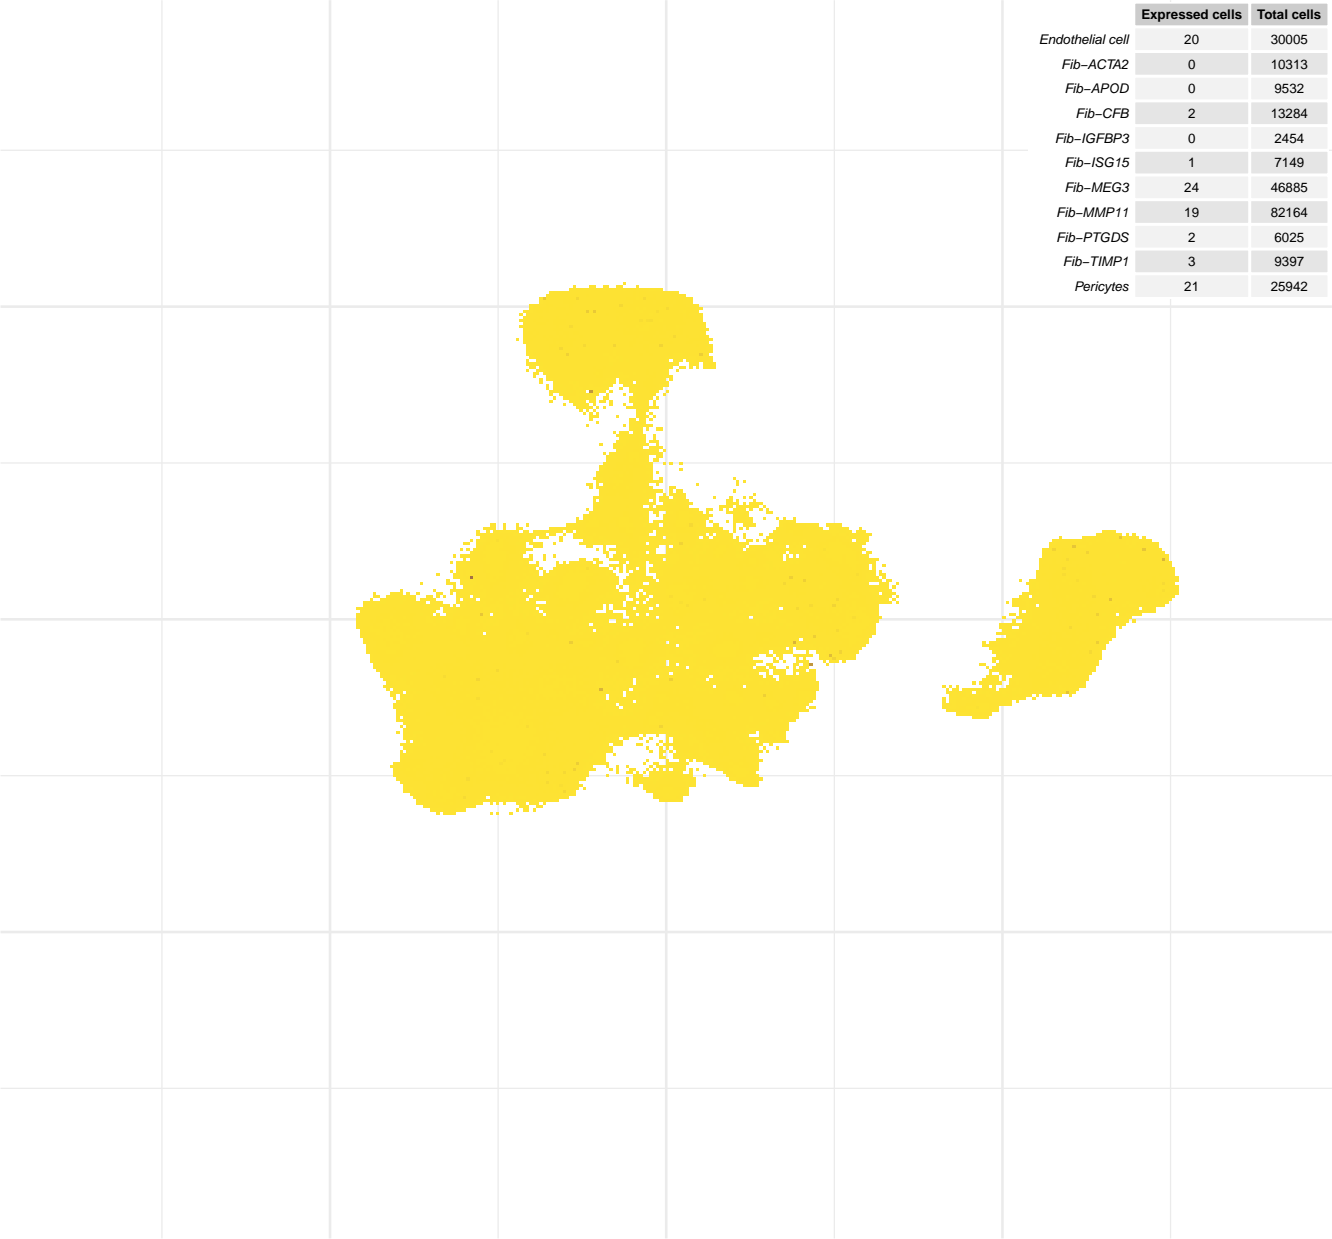 Expressed cells Total cells
Endothelial cell 20 30005
Fib−ACTA2 0 10313
Fib−APOD 0 9532
Fib−CFB 2 13284
Fib−IGFBP3 0 2454
Fib−ISG15 1 7149
Fib−MEG3 24 46885
Fib−MMP11 19 82164
Fib−PTGDS 2 6025
Fib−TIMP1 3 9397
Pericytes 21 25942